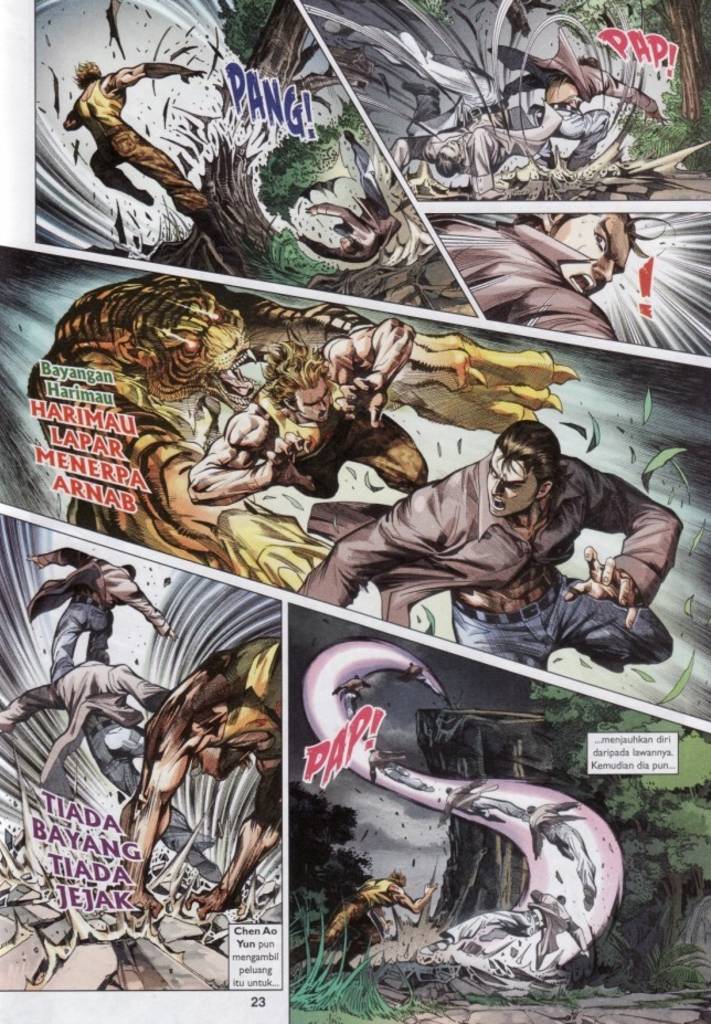 PANG!
PAP!
!
Bayangan
Harimau
HARIMAU
LAPAR
MENERPA
ARNAB
TIADA
BAYANG
TIADA
JEJAK
Chen Ao
Yun pun
mengambil
peluang
itu untuk...
PAP!
...menjauhkan diri
daripada lawannya.
Kemudian dia pun...
23